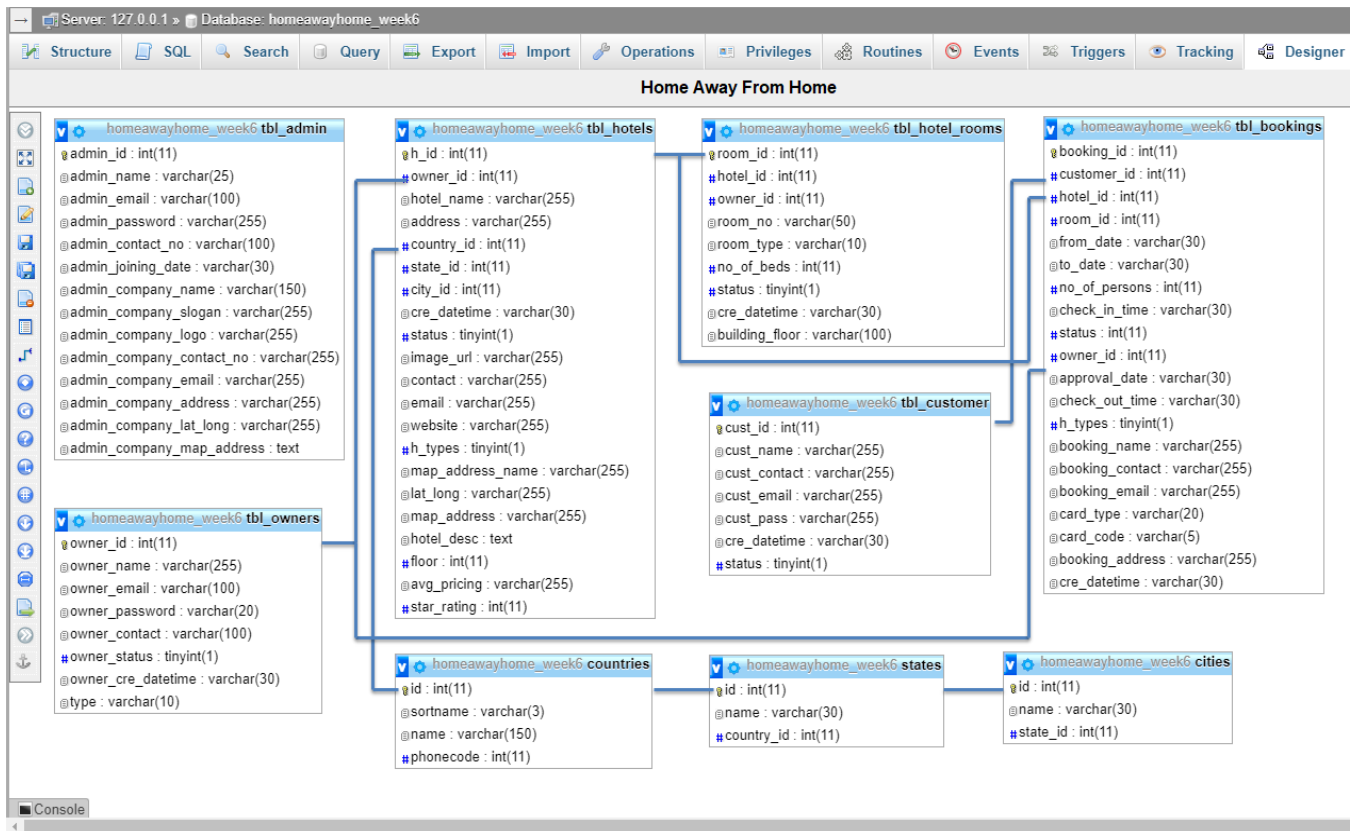 Server: 127.0.0.1 » Database: homeawayhome_week6
Structure SQL Search Query Export Import Operations Privileges Routines Events Triggers Tracking Designer
Home Away From Home
homeawayhome_week6 tbl_admin
admin_id : int(11)
admin_name : varchar(25)
admin_email : varchar(100)
admin_password : varchar(255)
admin_contact_no : varchar(100)
admin_joining_date : varchar(30)
admin_company_name : varchar(150)
admin_company_slogan : varchar(255)
admin_company_logo : varchar(255)
admin_company_contact_no : varchar(255)
admin_company_email : varchar(255)
admin_company_address : varchar(255)
admin_company_lat_long : varchar(255)
admin_company_map_address : text
homeawayhome_week6 tbl_hotels
h_id : int(11)
#owner_id : int(11)
hotel_name : varchar(255)
address : varchar(255)
#country_id : int(11)
#state_id : int(11)
#city_id : int(11)
cre_datetime : varchar(30)
#status : tinyint(1)
image_url : varchar(255)
contact : varchar(255)
email : varchar(255)
website : varchar(255)
#h_types : tinyint(1)
map_address_name : varchar(255)
lat_long : varchar(255)
map_address : varchar(255)
hotel_desc : text
#floor : int(11)
avg_pricing : varchar(255)
#star_rating : int(11)
homeawayhome_week6 tbl_hotel_rooms
room_id : int(11)
#hotel_id : int(11)
#owner_id : int(11)
room_no : varchar(50)
room_type : varchar(10)
#no_of_beds : int(11)
#status : tinyint(1)
cre_datetime : varchar(30)
building_floor : varchar(100)
homeawayhome_week6 tbl_bookings
booking_id : int(11)
#customer_id : int(11)
#hotel_id : int(11)
#room_id : int(11)
from_date : varchar(30)
to_date : varchar(30)
#no_of_persons : int(11)
check_in_time : varchar(30)
#status : int(11)
#owner_id : int(11)
approval_date : varchar(30)
check_out_time : varchar(30)
#h_types : tinyint(1)
booking_name : varchar(255)
booking_contact : varchar(255)
booking_email : varchar(255)
card_type : varchar(20)
card_code : varchar(5)
booking_address : varchar(255)
cre_datetime : varchar(30)
homeawayhome_week6 tbl_customer
cust_id : int(11)
cust_name : varchar(255)
cust_contact : varchar(255)
cust_email : varchar(255)
cust_pass : varchar(255)
cre_datetime : varchar(30)
#status : tinyint(1)
homeawayhome_week6 tbl_owners
owner_id : int(11)
owner_name : varchar(255)
owner_email : varchar(100)
owner_password : varchar(20)
owner_contact : varchar(100)
#owner_status : tinyint(1)
owner_cre_datetime : varchar(30)
type : varchar(10)
homeawayhome_week6 countries
id : int(11)
sortname : varchar(3)
name : varchar(150)
#phonecode : int(11)
homeawayhome_week6 states
id : int(11)
name : varchar(30)
#country_id : int(11)
homeawayhome_week6 cities
id : int(11)
name : varchar(30)
#state_id : int(11)
Console